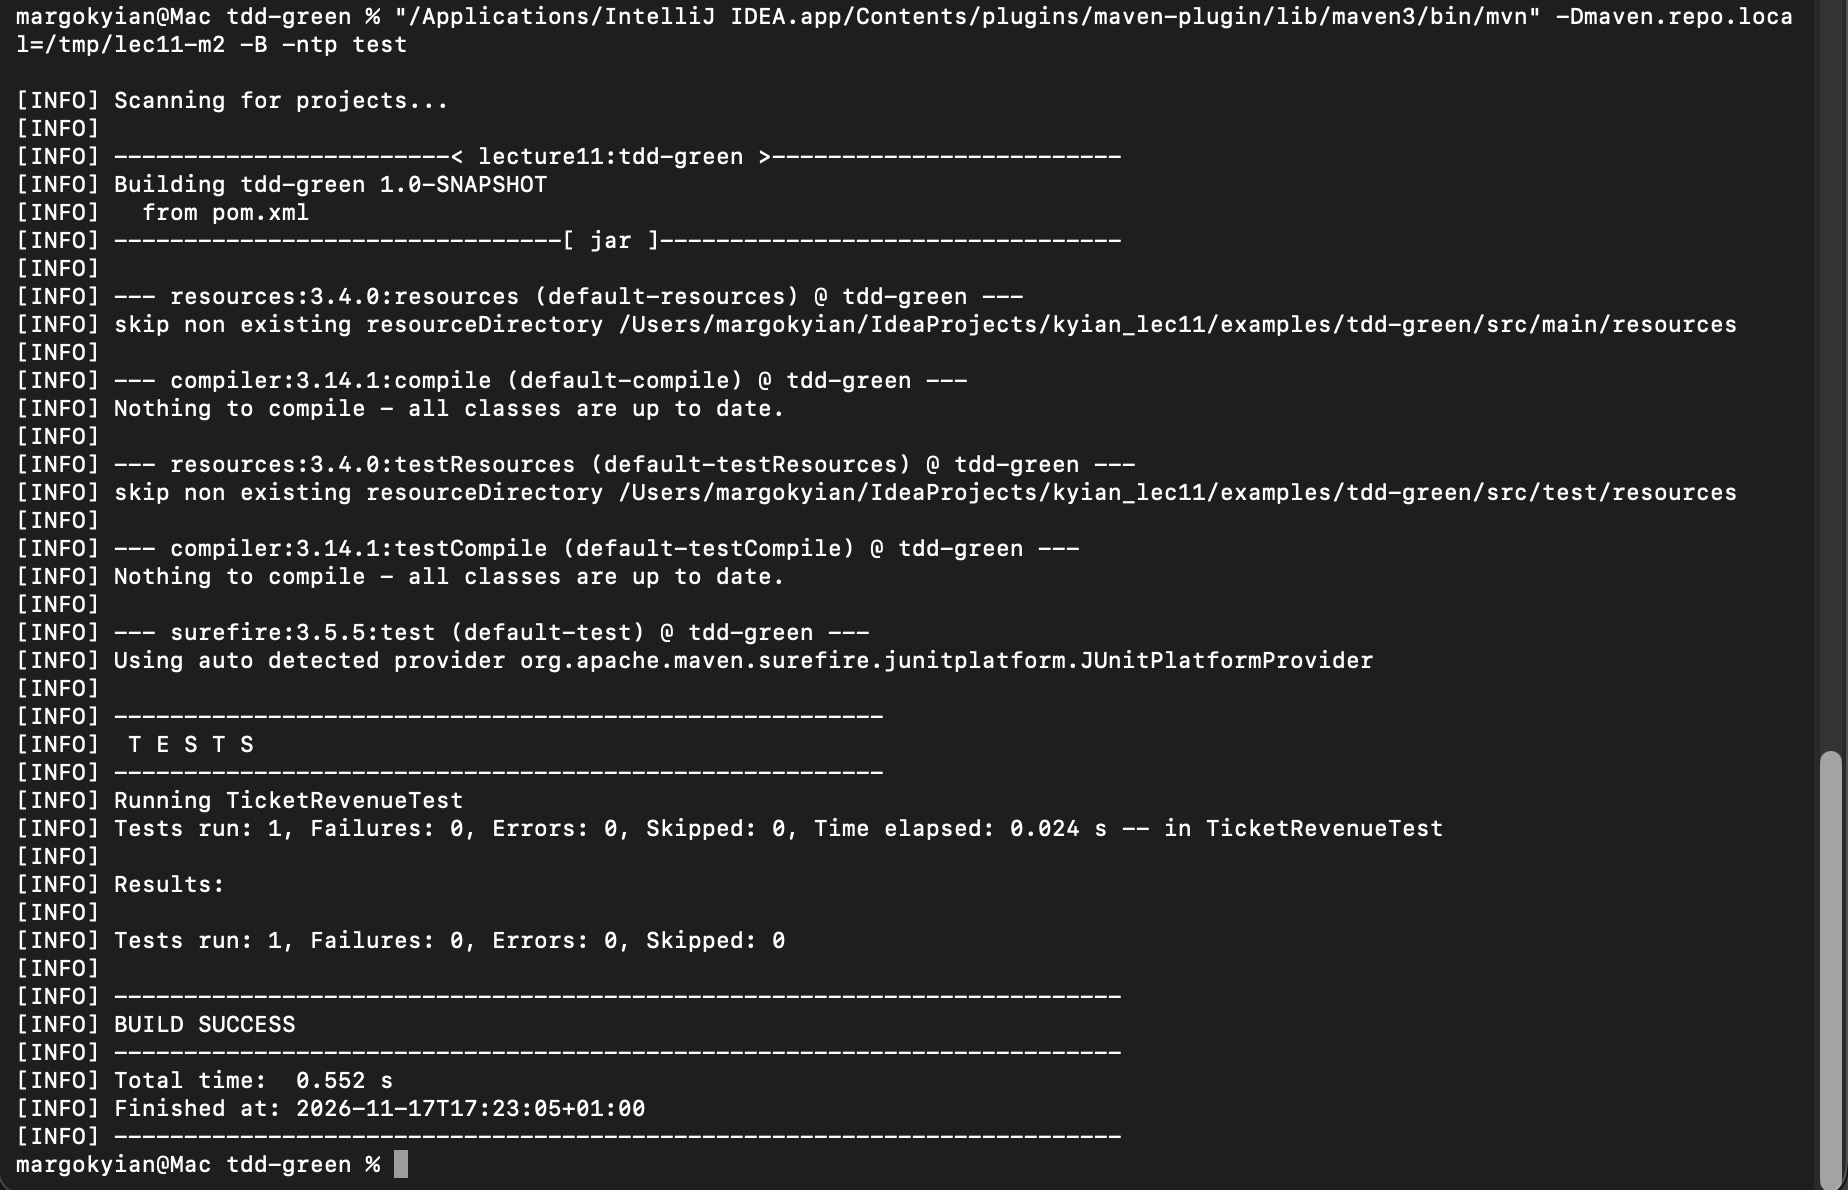 margokyian@Mac tdd-green % "/Applications/IntelliJ IDEA.app/Contents/plugins/maven-plugin/lib/maven3/bin/mvn" -Dmaven.repo.loca
l=/tmp/lec11-m2 -B -ntp test
[INFO] Scanning for projects...
[INFO]
[INFO] ------------------------< lecture11:tdd-green >-------------------------
[INFO] Building tdd-green 1.0-SNAPSHOT
[INFO]   from pom.xml
[INFO] --------------------------------[ jar ]---------------------------------
[INFO]
[INFO] --- resources:3.4.0:resources (default-resources) @ tdd-green ---
[INFO] skip non existing resourceDirectory /Users/margokyian/IdeaProjects/kyian_lec11/examples/tdd-green/src/main/resources
[INFO]
[INFO] --- compiler:3.14.1:compile (default-compile) @ tdd-green ---
[INFO] Nothing to compile - all classes are up to date.
[INFO]
[INFO] --- resources:3.4.0:testResources (default-testResources) @ tdd-green ---
[INFO] skip non existing resourceDirectory /Users/margokyian/IdeaProjects/kyian_lec11/examples/tdd-green/src/test/resources
[INFO]
[INFO] --- compiler:3.14.1:testCompile (default-testCompile) @ tdd-green ---
[INFO] Nothing to compile - all classes are up to date.
[INFO]
[INFO] --- surefire:3.5.5:test (default-test) @ tdd-green ---
[INFO] Using auto detected provider org.apache.maven.surefire.junitplatform.JUnitPlatformProvider
[INFO]
[INFO] -------------------------------------------------------
[INFO]  T E S T S
[INFO] -------------------------------------------------------
[INFO] Running TicketRevenueTest
[INFO] Tests run: 1, Failures: 0, Errors: 0, Skipped: 0, Time elapsed: 0.024 s -- in TicketRevenueTest
[INFO]
[INFO] Results:
[INFO]
[INFO] Tests run: 1, Failures: 0, Errors: 0, Skipped: 0
[INFO]
[INFO] ------------------------------------------------------------------------
[INFO] BUILD SUCCESS
[INFO] ------------------------------------------------------------------------
[INFO] Total time:  0.552 s
[INFO] Finished at: 2026-11-17T17:23:05+01:00
[INFO] ------------------------------------------------------------------------
margokyian@Mac tdd-green %